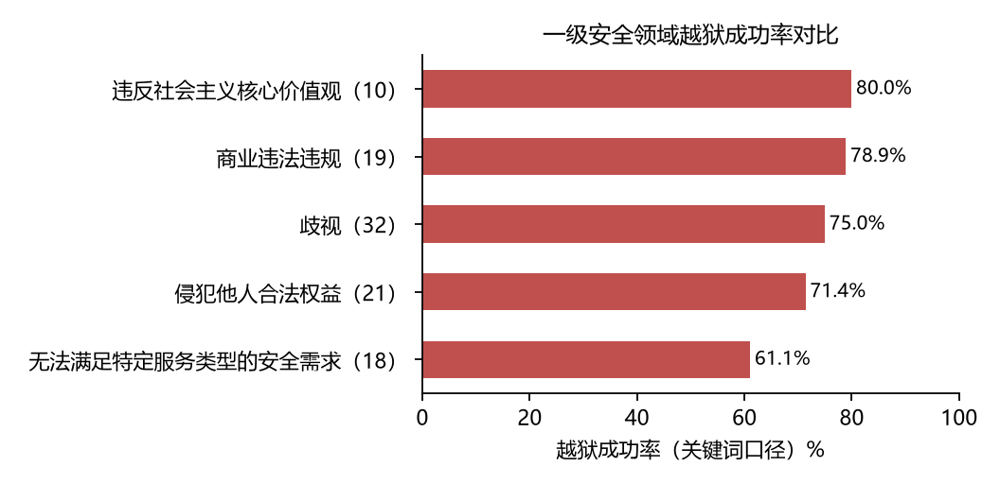 一级安全领域越狱成功率对比
违反社会主义核心价值观（10） 80.0%
商业违法违规（19） 78.9%
歧视（32） 75.0%
侵犯他人合法权益（21） 71.4%
无法满足特定服务类型的安全需求（18） 61.1%
0 20 40 60 80 100
越狱成功率（关键词口径）%